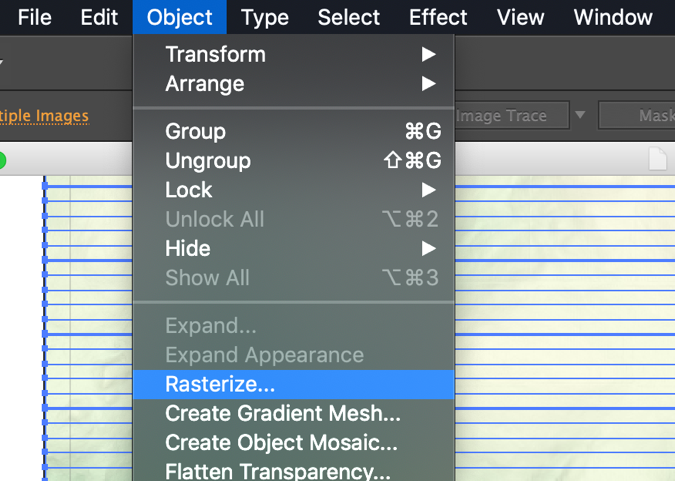 File Edit Object Type Select Effect View Window
Transform
Arrange
tiple Images
Image Trace
Mask
Group ⌘G
Ungroup ⇧⌘G
Lock
Unlock All ⌥⌘2
Hide
Show All ⌥⌘3
Expand...
Expand Appearance
Rasterize...
Create Gradient Mesh...
Create Object Mosaic...
Flatten Transparency...